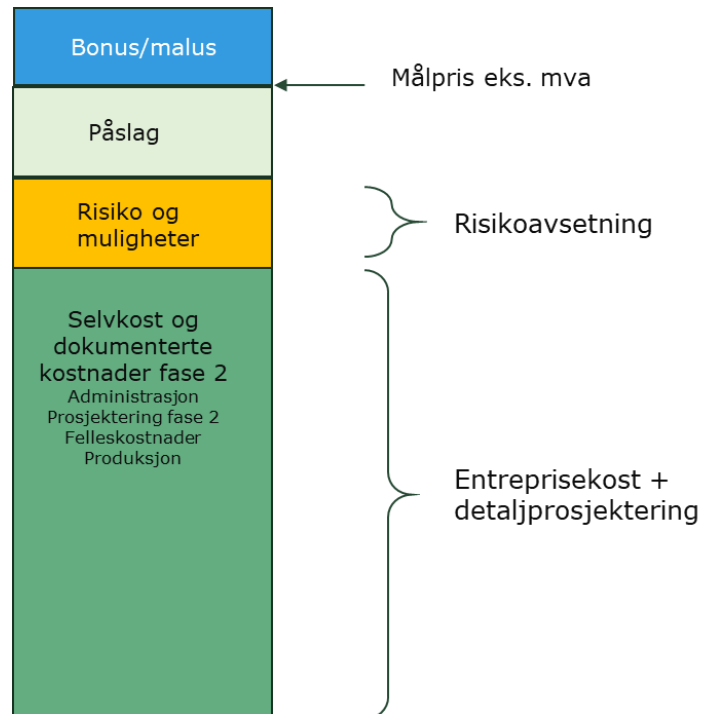 Bonus/malus
Målpris eks. mva
Påslag
Risiko og
muligheter
Risikoavsetning
Selvkost og
dokumenterte
kostnader fase 2
Administrasjon
Prosjektering fase 2
Felleskostnader
Produksjon
Entreprisekost +
detaljprosjektering